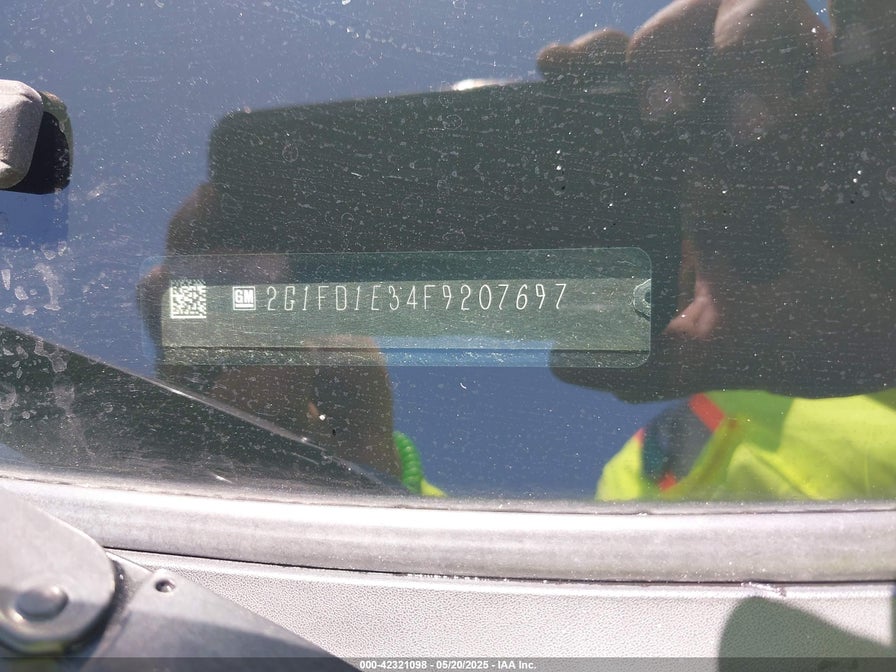 GM 2G1FD1E34F9207697
000-42321098 - 05/20/2025 - IAA Inc.